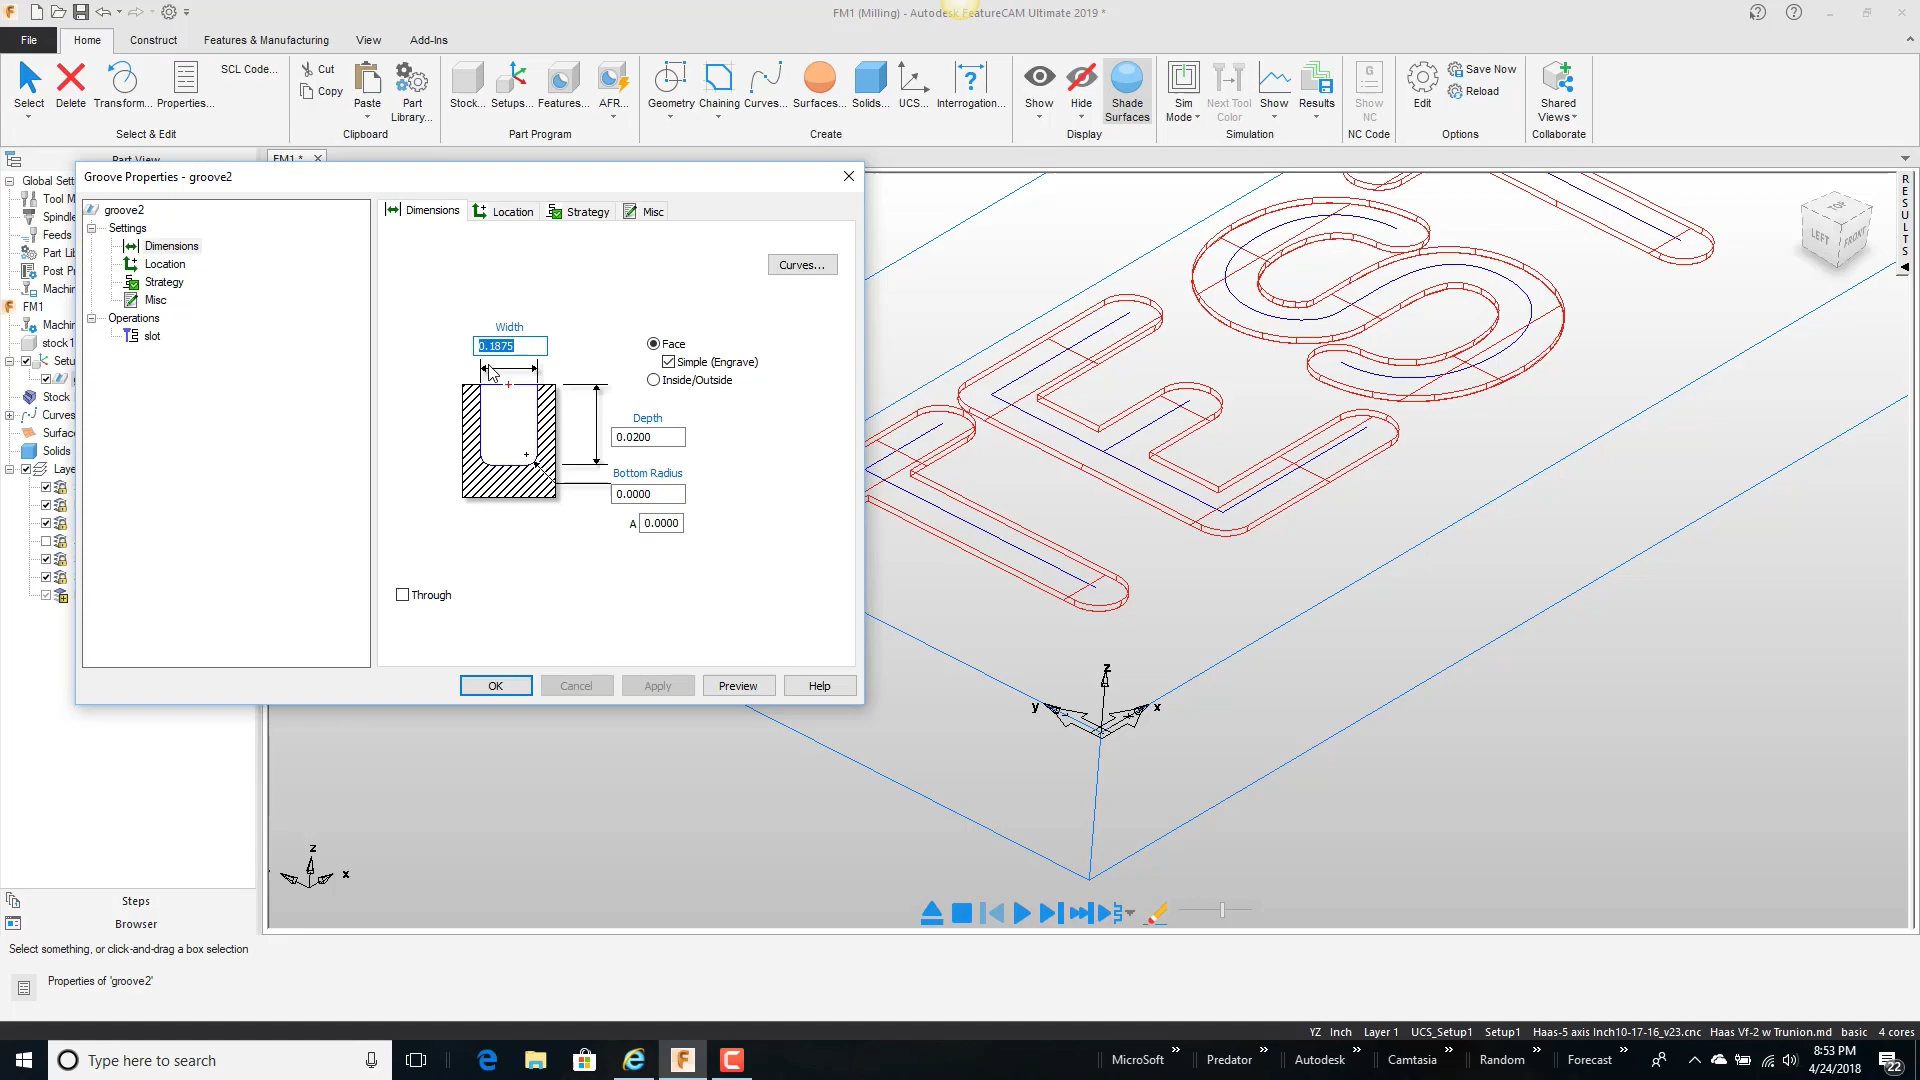 FM1 (Milling) - Autodesk FeatureCAM Ultimate 2019 *
File Home Construct Features & Manufacturing View Add-Ins
Select Delete Transform... Properties... SCL Code...
Cut
Copy
Paste Part Library...
Stock... Setups... Features... AFR...
Geometry Chaining Curves... Surfaces... Solids... UCS... Interrogation...
Show Hide Shade Surfaces
Sim Mode Next Tool Color Show Results
Show NC
Edit Save Now
Reload
Shared Views
Select & Edit Clipboard Part Program Create Display Simulation NC Code Options Collaborate
Part View
FM1 *
Global Sett
Tool M
Spindle
Feeds
Part Lib
Post Pr
Machin
FM1
Machin
stock1
Setu
Stock
Curves
Surfac
Solids
Laye
Groove Properties - groove2
groove2
Settings
Dimensions
Location
Strategy
Misc
Operations
slot
Dimensions Location Strategy Misc
Curves...
Width
0.1875
Face
Simple (Engrave)
Inside/Outside
Depth
0.0200
Bottom Radius
0.0000
A 0.0000
Through
OK Cancel Apply Preview Help
TOP
LEFT FRONT
RESULTS
z
y x
z
x
Steps
Browser
Select something, or click-and-drag a box selection
Properties of 'groove2'
YZ Inch Layer 1 UCS_Setup1 Setup1 Haas-5 axis Inch10-17-16_v23.cnc Haas Vf-2 w Trunion.md basic 4 cores
Type here to search
MicroSoft Predator Autodesk Camtasia Random Forecast
8:53 PM
4/24/2018
22